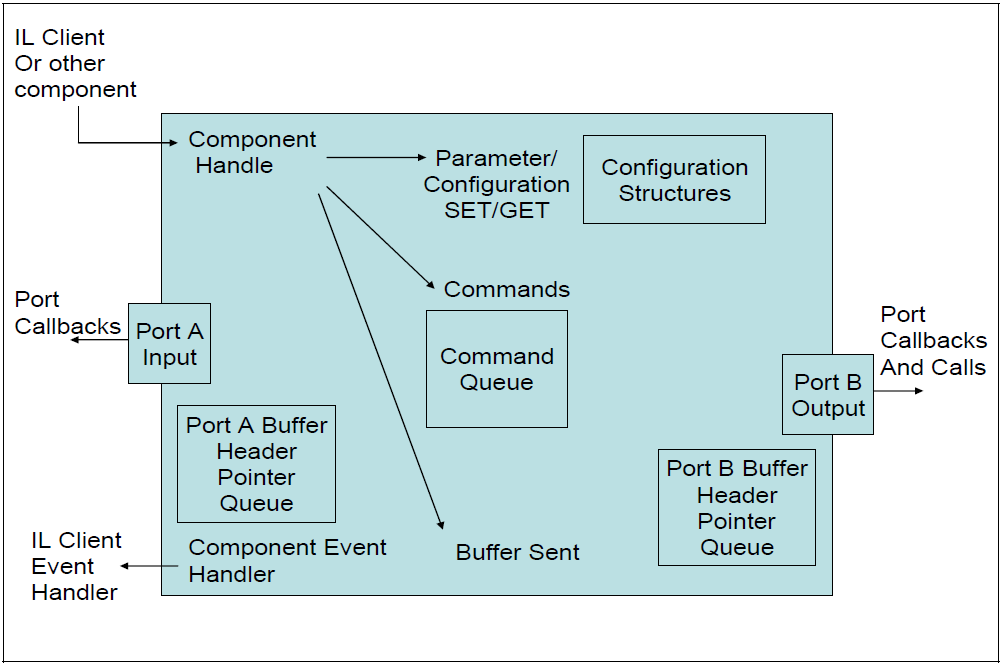 IL Client
Or other
component
Component
Handle
Parameter/
Configuration
SET/GET
Configuration
Structures
Commands
Command
Queue
Port
Callbacks
Port A
Input
Port
Callbacks
And Calls
Port B
Output
Port A Buffer
Header
Pointer
Queue
Port B Buffer
Header
Pointer
Queue
IL Client
Event
Handler
Component Event
Handler
Buffer Sent